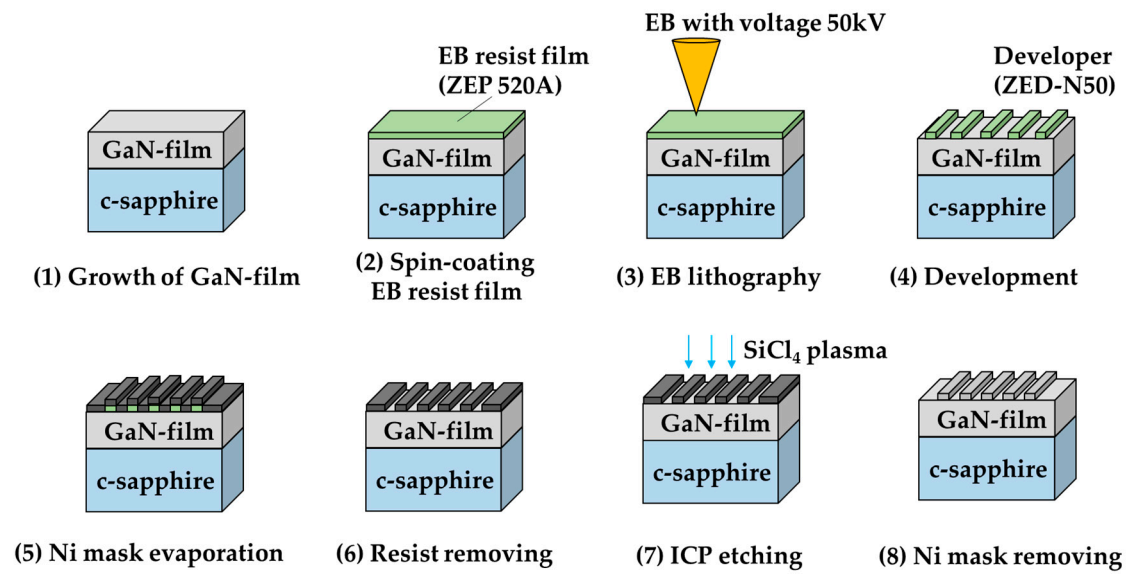 GaN-film
c-sapphire
(1) Growth of GaN-film
EB resist film
(ZEP 520A)
GaN-film
c-sapphire
(2) Spin-coating
EB resist film
EB with voltage 50kV
GaN-film
c-sapphire
(3) EB lithography
Developer
(ZED-N50)
GaN-film
c-sapphire
(4) Development
GaN-film
c-sapphire
(5) Ni mask evaporation
GaN-film
c-sapphire
(6) Resist removing
SiCl₄ plasma
GaN-film
c-sapphire
(7) ICP etching
GaN-film
c-sapphire
(8) Ni mask removing